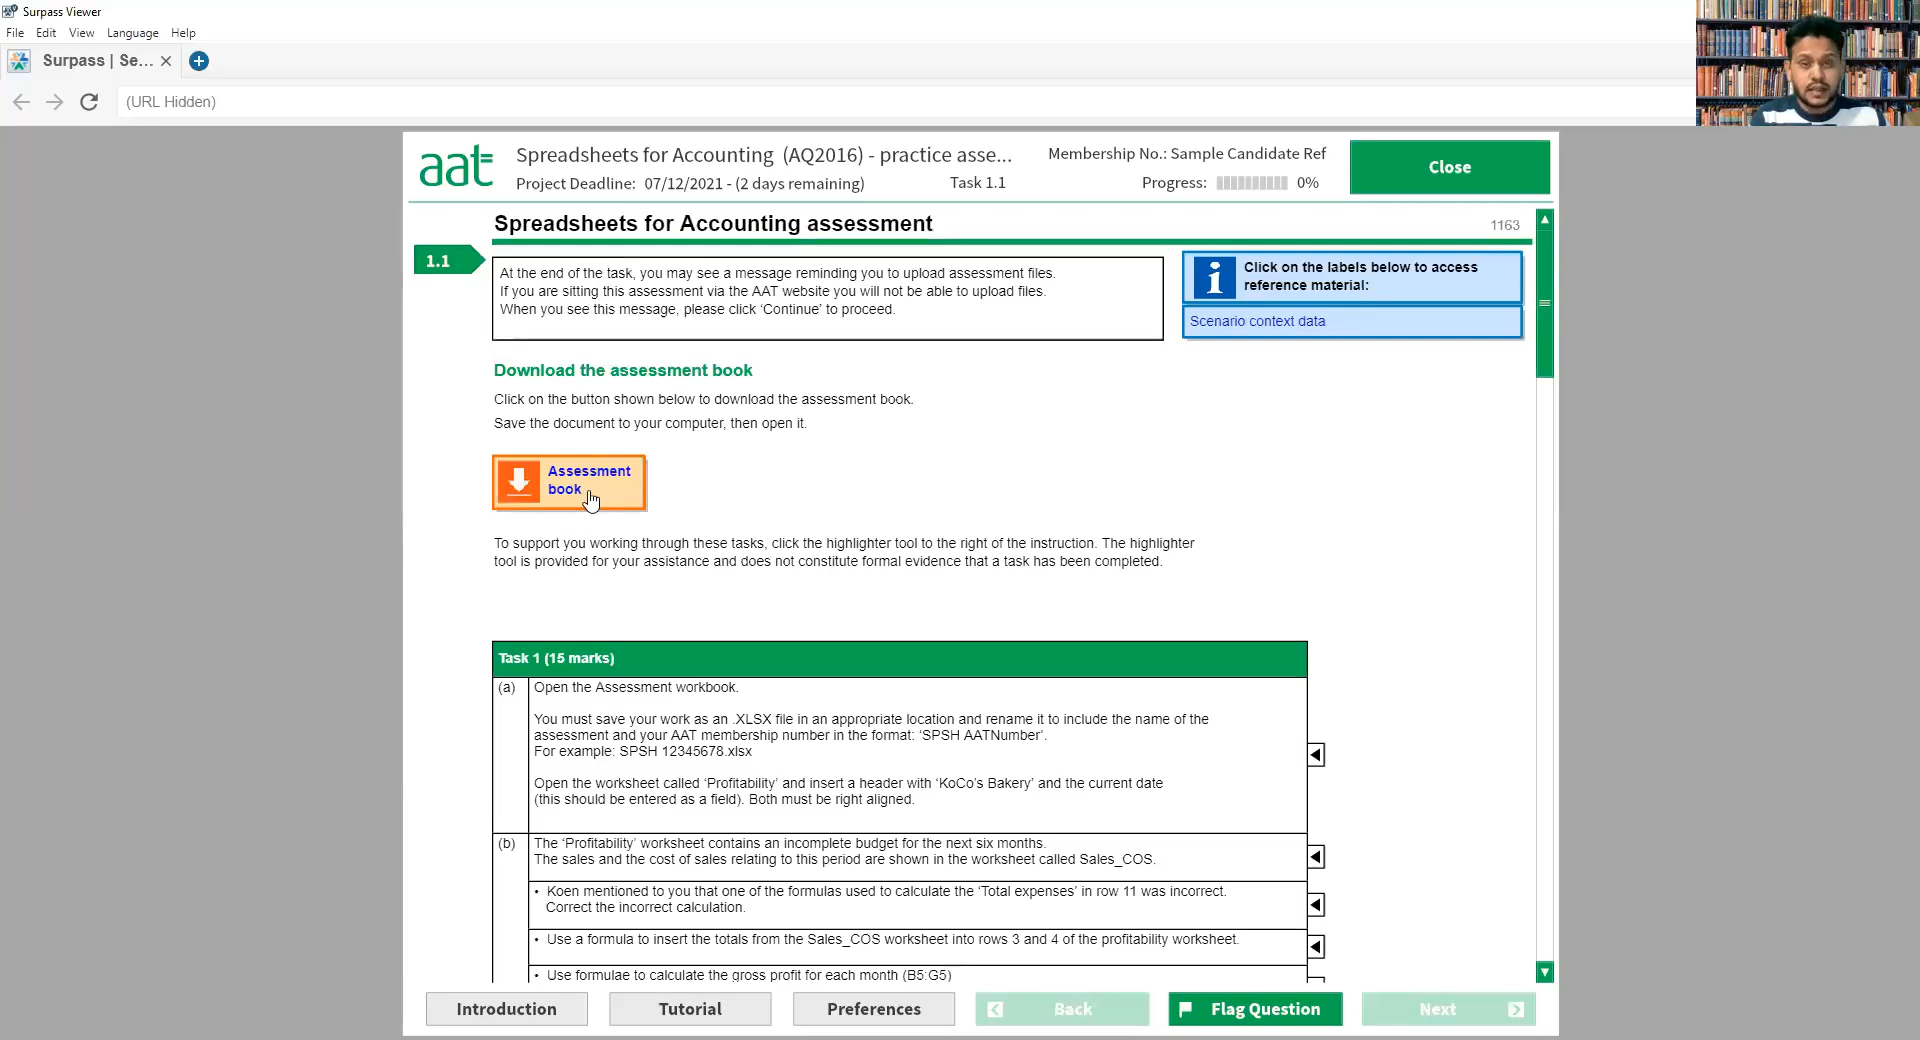 Surpass Viewer
File Edit View Language Help
Surpass | Se...
(URL Hidden)
aat
Spreadsheets for Accounting (AQ2016) - practice asse...
Membership No.: Sample Candidate Ref
Close
Project Deadline: 07/12/2021 - (2 days remaining)
Task 1.1
Progress: 0%
Spreadsheets for Accounting assessment
1163
1.1
At the end of the task, you may see a message reminding you to upload assessment files.
If you are sitting this assessment via the AAT website you will not be able to upload files.
When you see this message, please click ‘Continue’ to proceed.
i
Click on the labels below to access
reference material:
Scenario context data
Download the assessment book
Click on the button shown below to download the assessment book.
Save the document to your computer, then open it.
Assessment
book
To support you working through these tasks, click the highlighter tool to the right of the instruction. The highlighter
tool is provided for your assistance and does not constitute formal evidence that a task has been completed.
Task 1 (15 marks)
(a) Open the Assessment workbook.
You must save your work as an .XLSX file in an appropriate location and rename it to include the name of the
assessment and your AAT membership number in the format: ‘SPSH AATNumber’.
For example: SPSH 12345678.xlsx
Open the worksheet called ‘Profitability’ and insert a header with ‘KoCo’s Bakery’ and the current date
(this should be entered as a field). Both must be right aligned.
(b) The ‘Profitability’ worksheet contains an incomplete budget for the next six months.
The sales and the cost of sales relating to this period are shown in the worksheet called Sales_COS.
• Koen mentioned to you that one of the formulas used to calculate the ‘Total expenses’ in row 11 was incorrect.
Correct the incorrect calculation.
• Use a formula to insert the totals from the Sales_COS worksheet into rows 3 and 4 of the profitability worksheet.
• Use formulae to calculate the gross profit for each month (B5:G5)
Introduction
Tutorial
Preferences
Back
Flag Question
Next